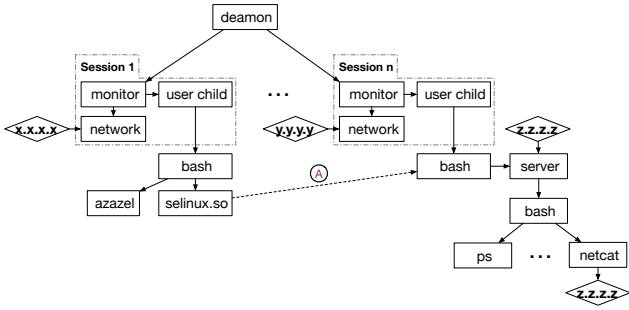 deamon
Session 1
Session n
monitor
user child
...
monitor
user child
x.x.x.x
network
y.y.y.y
network
z.z.z.z
bash
A
bash
server
azazel
selinux.so
bash
ps
...
netcat
z.z.z.z